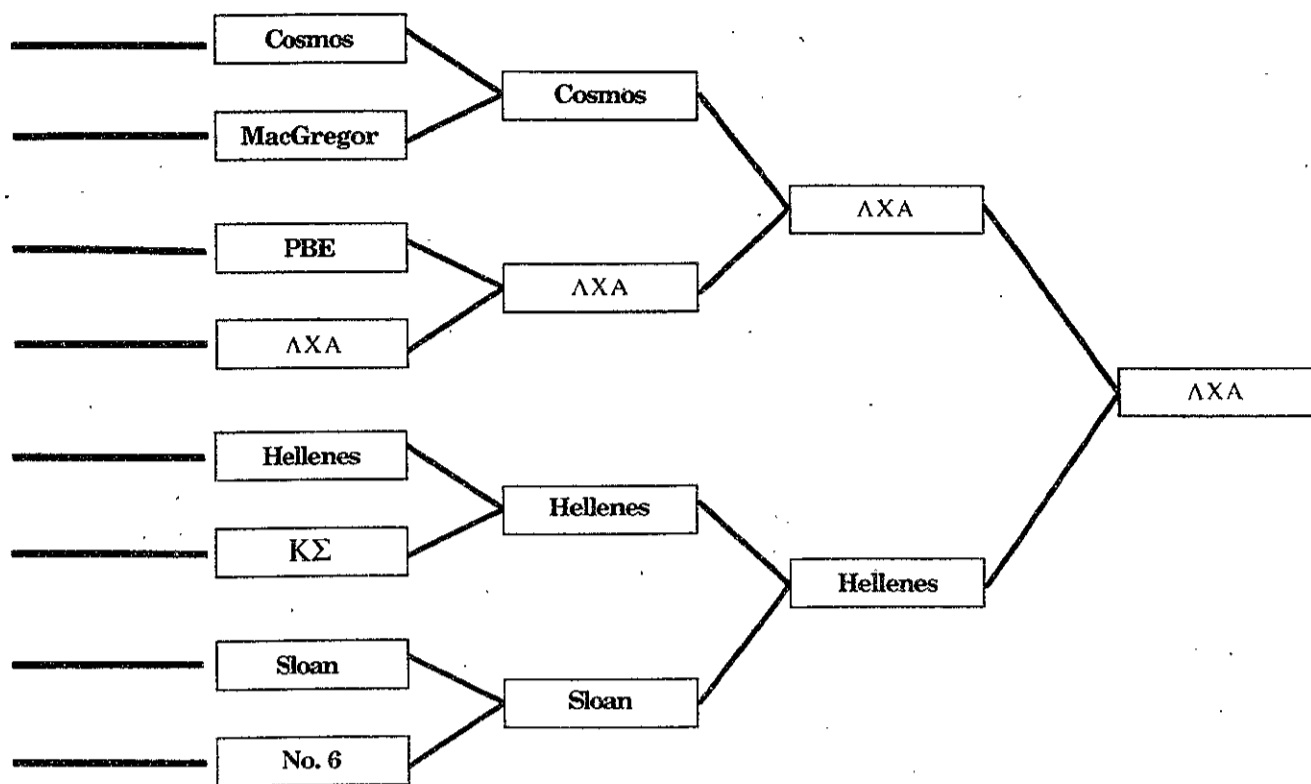 Cosmos
MacGregor
PBE
ΛΧΑ
Hellenes
ΚΣ
Sloan
No. 6
Cosmos
ΛΧΑ
Hellenes
Sloan
ΛΧΑ
Hellenes
ΛΧΑ